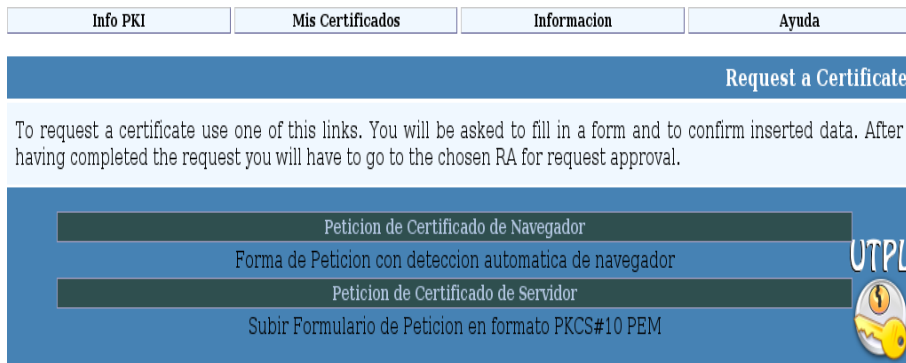 Info PKI
Mis Certificados
Informacion
Ayuda
Request a Certificate
To request a certificate use one of this links. You will be asked to fill in a form and to confirm inserted data. After
having completed the request you will have to go to the chosen RA for request approval.
Peticion de Certificado de Navegador
Forma de Peticion con deteccion automatica de navegador
Peticion de Certificado de Servidor
Subir Formulario de Peticion en formato PKCS#10 PEM
UTPL